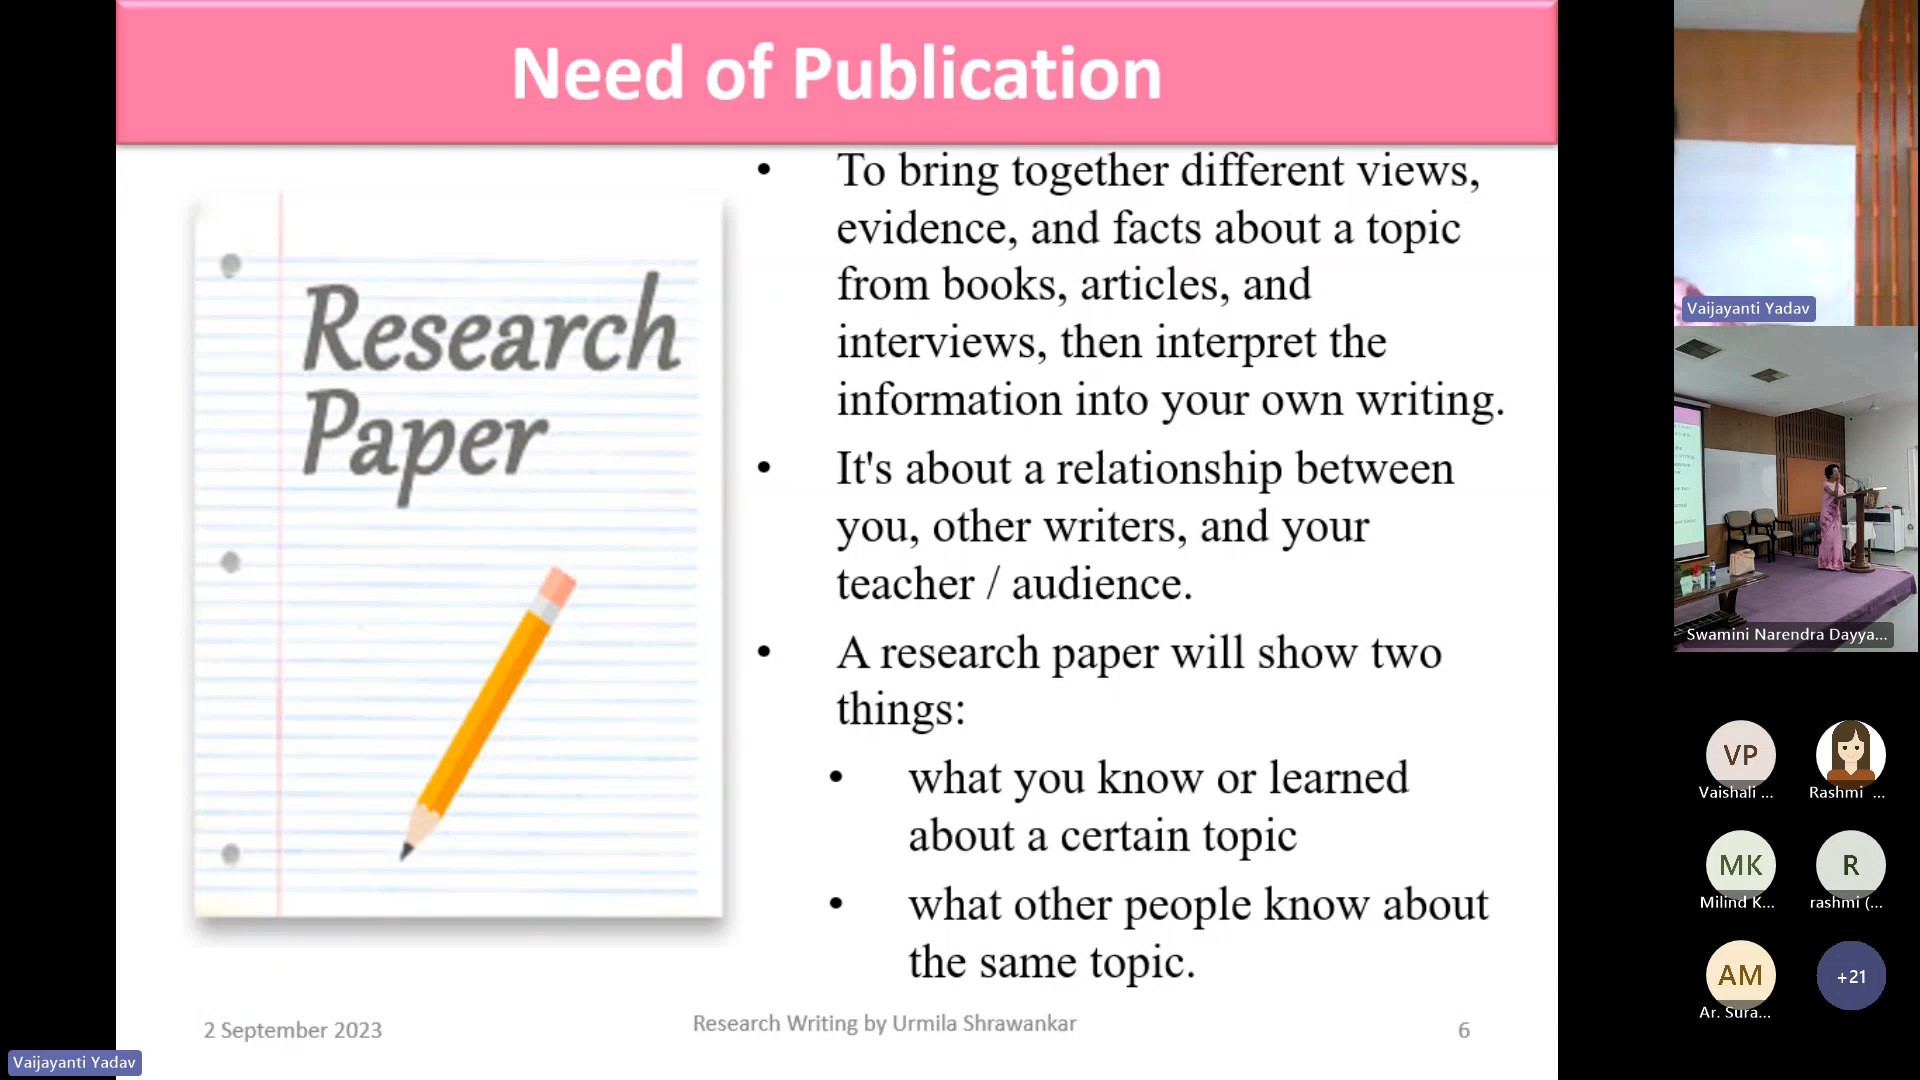 Need of Publication
Research
Paper
• To bring together different views,
evidence, and facts about a topic
from books, articles, and
interviews, then interpret the
information into your own writing.
• It's about a relationship between
you, other writers, and your
teacher / audience.
• A research paper will show two
things:
• what you know or learned
about a certain topic
• what other people know about
the same topic.
2 September 2023
Research Writing by Urmila Shrawankar
6
Vaijayanti Yadav
Vaijayanti Yadav
Swamini Narendra Dayya...
VP
Vaishali ...
Rashmi ...
MK
Milind K...
R
rashmi (...
AM
Ar. Sura...
+21